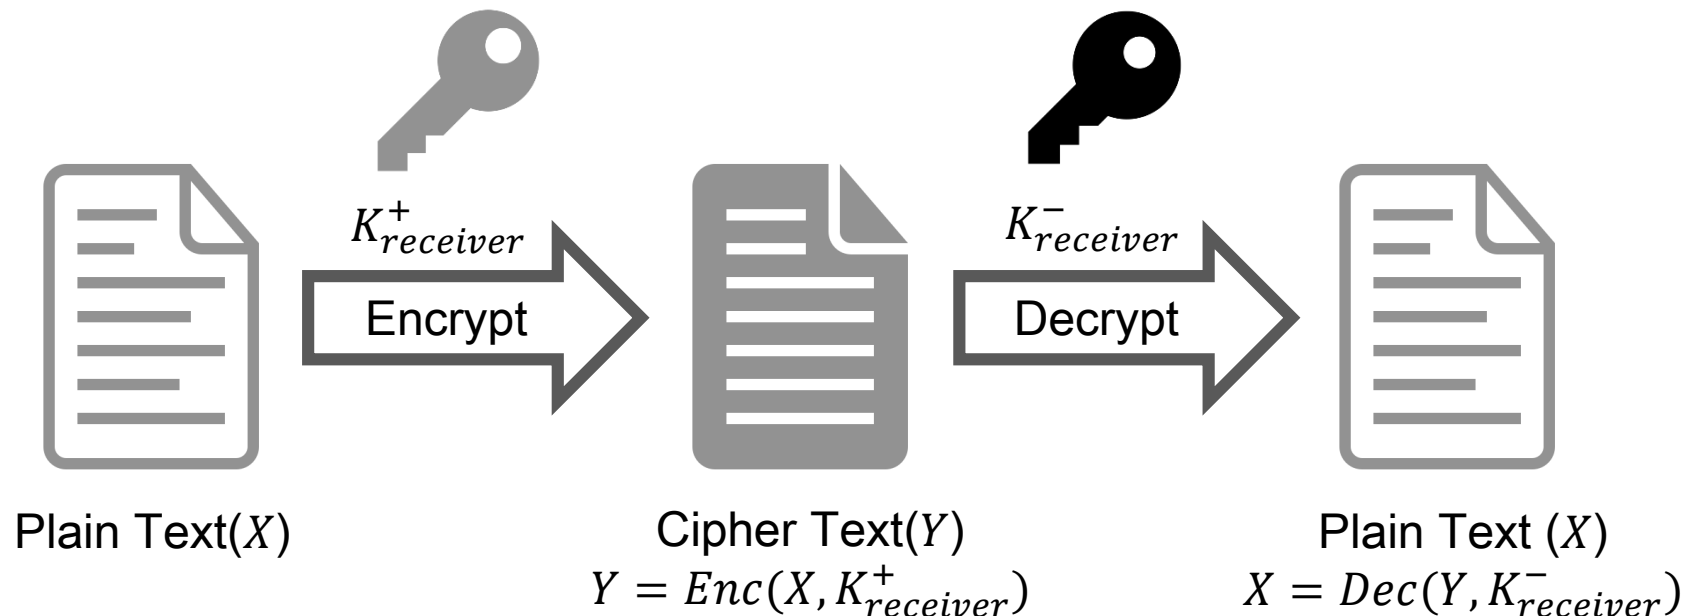 K⁺receiver
K⁻receiver
Encrypt
Decrypt
Plain Text(X)
Cipher Text(Y)
Plain Text (X)
Y = Enc(X, K⁺receiver)
X = Dec(Y, K⁻receiver)